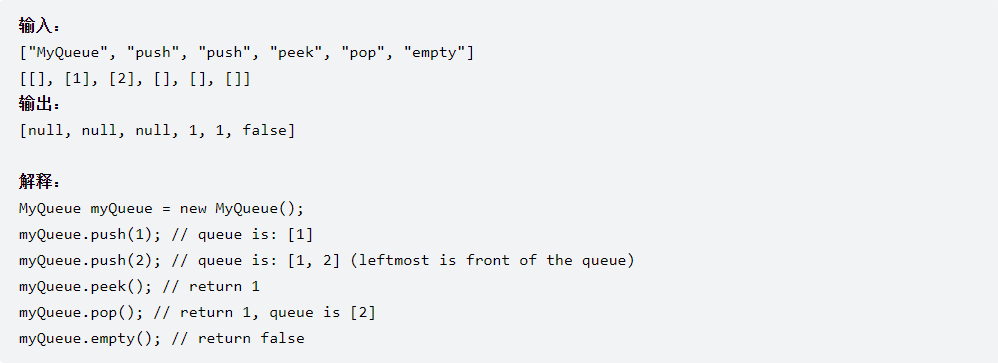 输入：
["MyQueue", "push", "push", "peek", "pop", "empty"]
[[], [1], [2], [], [], []]
输出：
[null, null, null, 1, 1, false]
解释：
MyQueue myQueue = new MyQueue();
myQueue.push(1); // queue is: [1]
myQueue.push(2); // queue is: [1, 2] (leftmost is front of the queue)
myQueue.peek(); // return 1
myQueue.pop(); // return 1, queue is [2]
myQueue.empty(); // return false